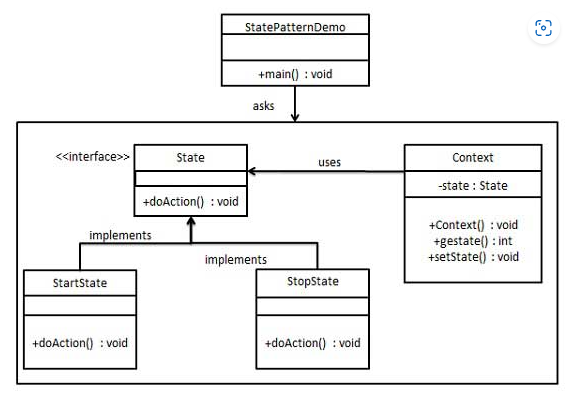 StatePatternDemo
+main() : void
asks
<<interface>>
State
+doAction() : void
uses
Context
-state : State
+Context() : void
+gestate() : int
+setState() : void
implements
implements
StartState
+doAction() : void
StopState
+doAction() : void